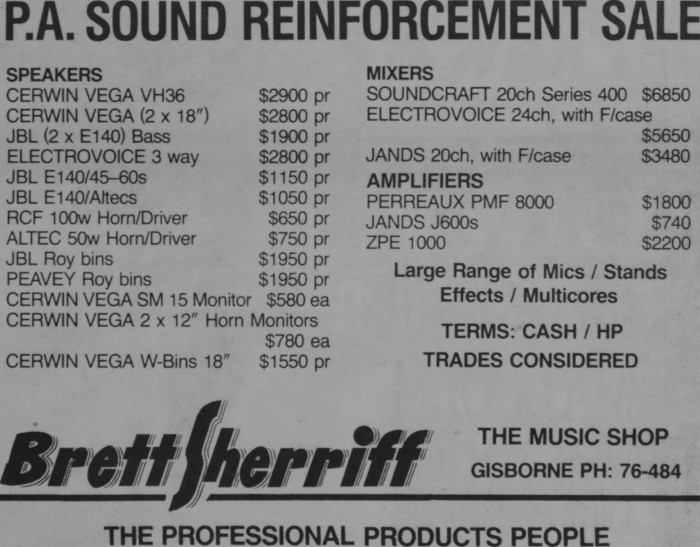 P.A. SOUND REINFORCEMENT SALE
SPEAKERS
CERWIN VEGA VH36 $2900 pr
CERWIN VEGA (2 x 18″) $2800 pr
JBL (2 x E140) Bass $1900 pr
ELECTROVOICE 3 way $2800 pr
JBL E140/45–60s $1150 pr
JBL E140/Altecs $1050 pr
RCF 100w Horn/Driver $650 pr
ALTEC 50w Horn/Driver $750 pr
JBL Roy bins $1950 pr
PEAVEY Roy bins $1950 pr
CERWIN VEGA SM 15 Monitor $580 ea
CERWIN VEGA 2 x 12″ Horn Monitors
$780 ea
CERWIN VEGA W-Bins 18″ $1550 pr
MIXERS
SOUNDCRAFT 20ch Series 400 $6850
ELECTROVOICE 24ch, with F/case
$5650
JANDS 20ch, with F/case $3480
AMPLIFIERS
PERREAUX PMF 8000 $1800
JANDS J600s $740
ZPE 1000 $2200
Large Range of Mics / Stands
Effects / Multicores
TERMS: CASH / HP
TRADES CONSIDERED
Brett Sherriff
THE MUSIC SHOP
GISBORNE PH: 76-484
THE PROFESSIONAL PRODUCTS PEOPLE